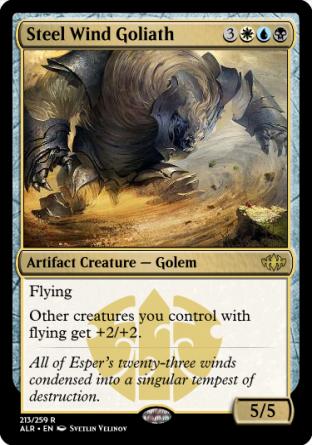 Steel Wind Goliath 3
Artifact Creature — Golem
Flying
Other creatures you control with
flying get +2/+2.
All of Esper's twenty-three winds
condensed into a singular tempest of
destruction.
5/5
213/259 R
ALR • EN SVETLIN VELINOV